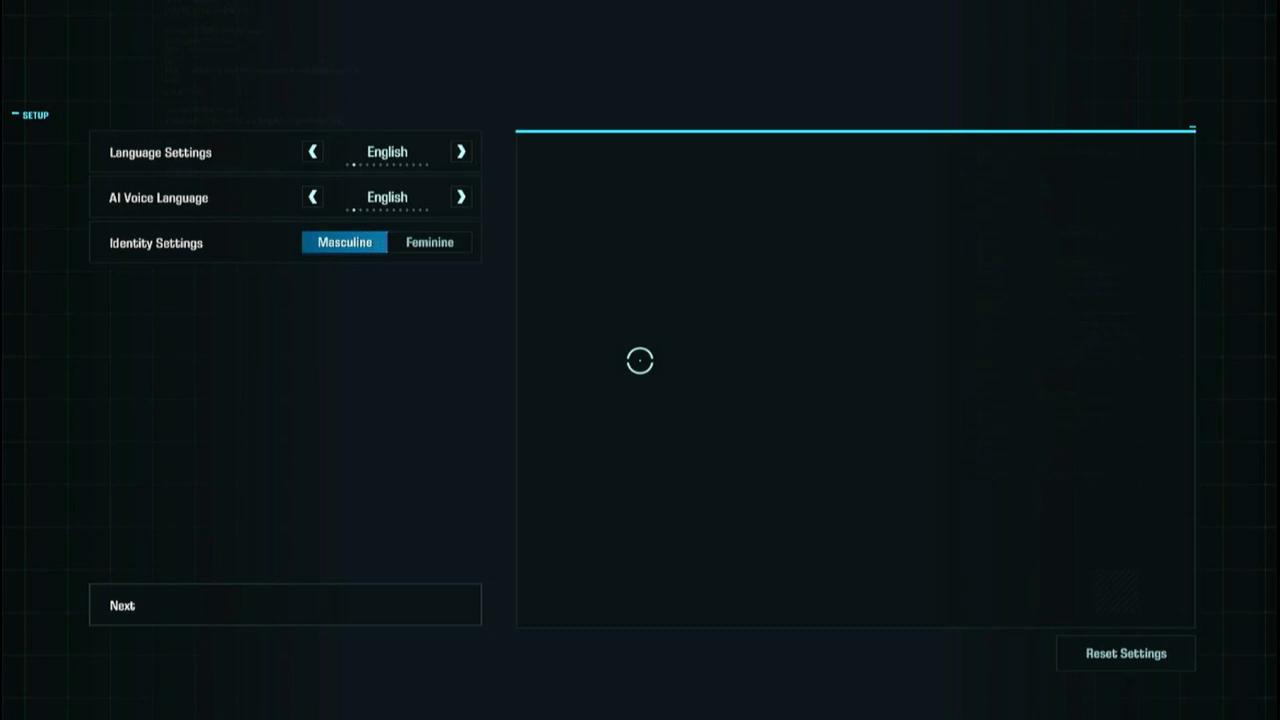 SETUP
Language Settings
English
AI Voice Language
English
Identity Settings
Masculine
Feminine
Next
Reset Settings